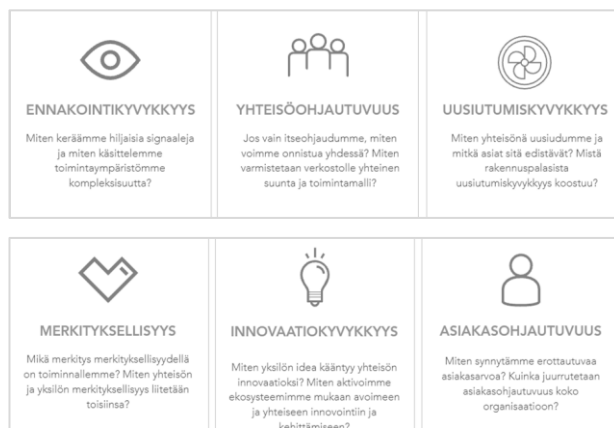 ENNAKOINTIKYVYKKYYS
Miten keräämme hiljaisia signaaleja
ja miten käsittelemme
toimintaympäristömme
kompleksisuutta?
YHTEISÖOHJAUTUVUUS
Jos vain itseohjaudumme, miten
voimme onnistua yhdessä? Miten
varmistetaan verkostolle yhteinen
suunta ja toimintamalli?
UUSIUTUMISKYVYKKYYS
Miten yhteisönä uusiudumme ja
mitkä asiat sitä edistävät? Mistä
rakennuspalasista
uusiutumiskyvykkyys koostuu?
MERKITYKSELLISYYS
Mikä merkitys merkityksellisyydellä
on toiminnallemme? Miten yhteisön
ja yksilön merkityksellisyys liitetään
toisiinsa?
INNOVAATIOKYVYKKYYS
Miten yksilön idea kääntyy yhteisön
innovaatioksi? Miten aktivoimme
ekosysteemimme mukaan avoimeen
ja yhteiseen innovointiin ja
kehittämiseen?
ASIAKASOHJAUTUVUUS
Miten synnytämme erottautuvaa
asiakasarvoa? Kuinka juurrutetaan
asiakasohjautuvuus koko
organisaatioon?